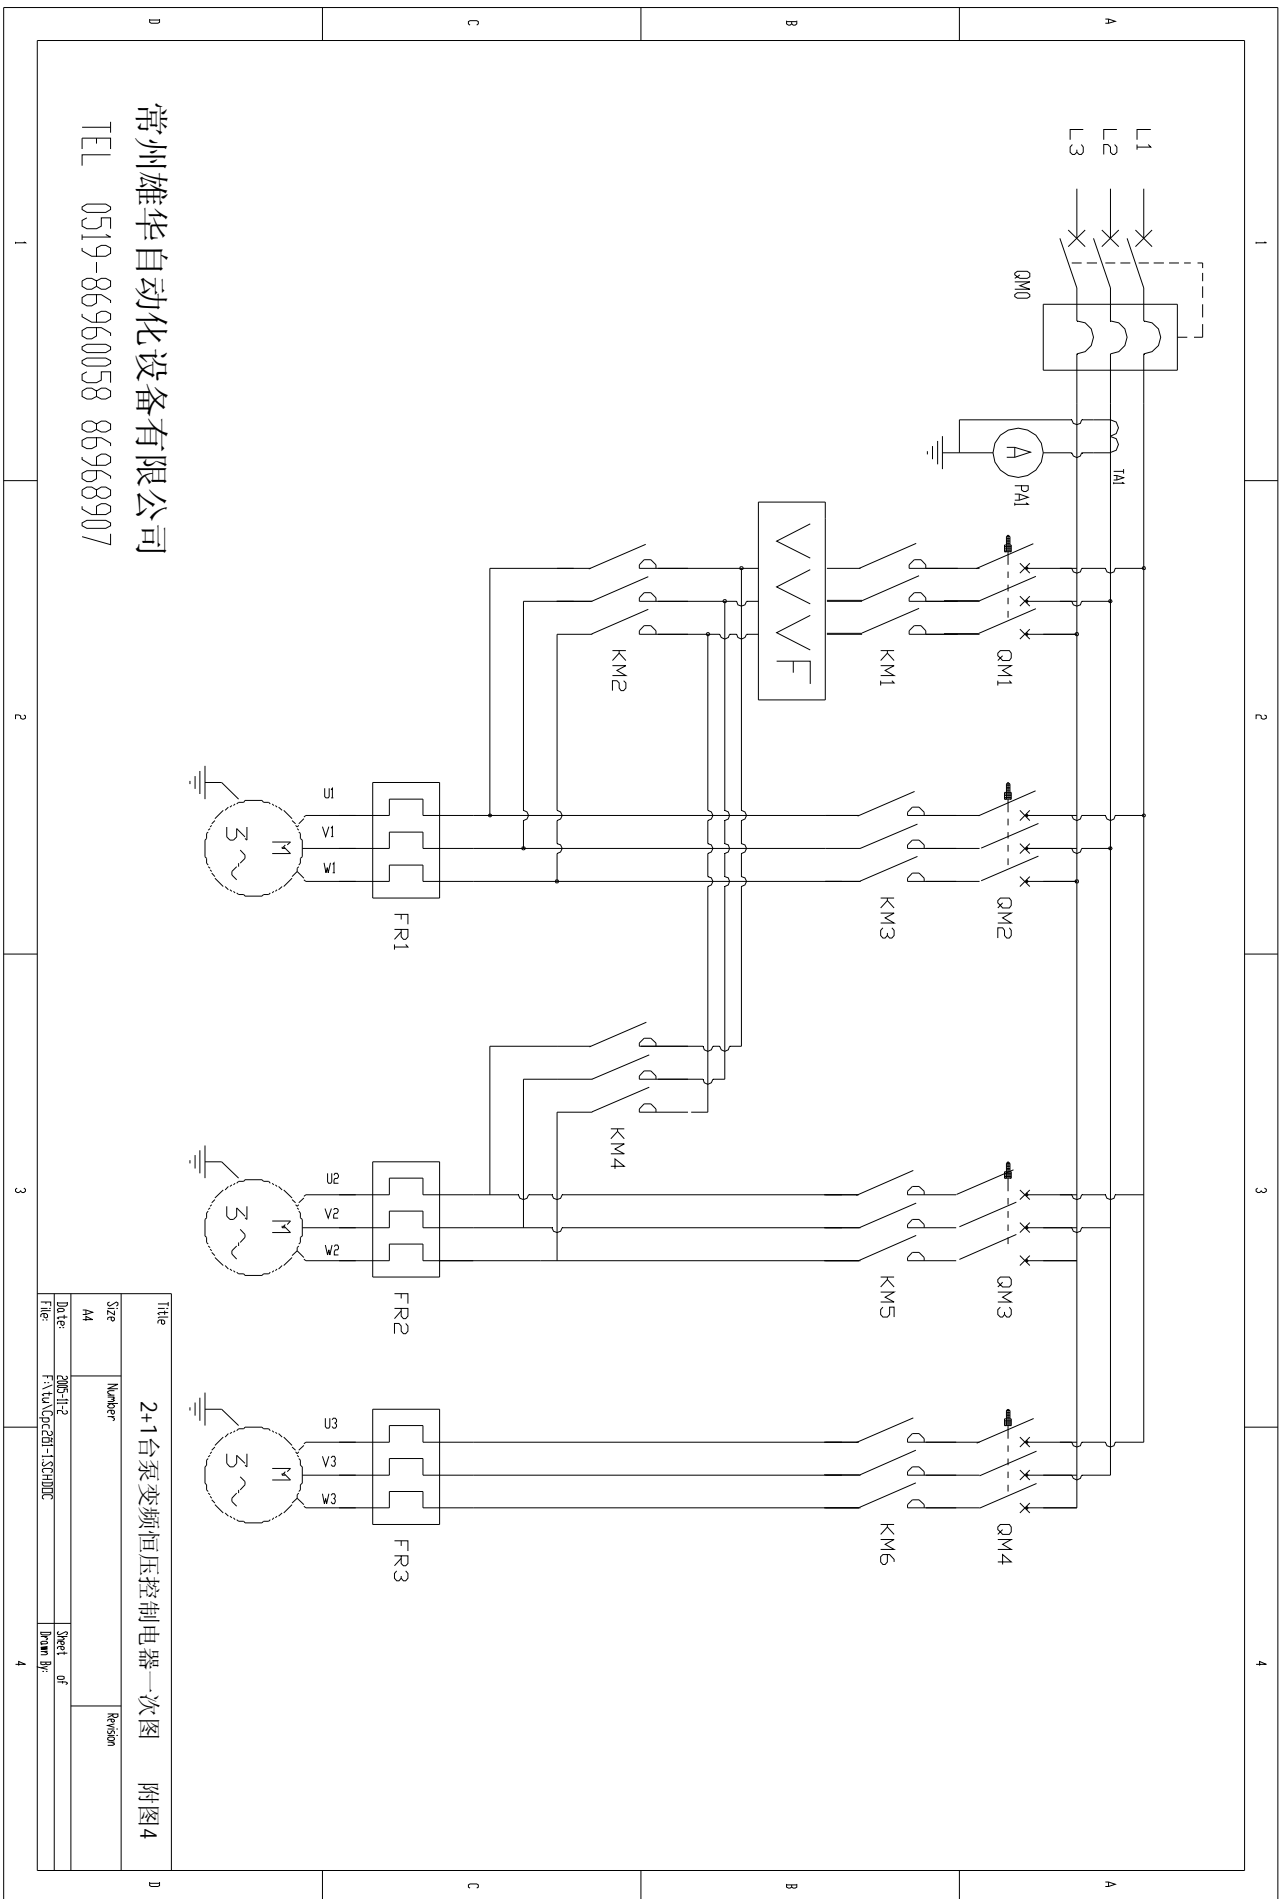 1
2
3
4
A
B
C
D
L1
L2
L3
QM0
TA1
PA1
A
QM1
QM2
QM3
QM4
KM1
KM3
KM5
KM6
VVVF
KM2
KM4
FR1
FR2
FR3
U1
V1
W1
U2
V2
W2
U3
V3
W3
M
3~
M
3~
M
3~
常州雄华自动化设备有限公司
TEL 0519-86960058 86968907
Title
2+1台泵变频恒压控制电器一次图 附图4
Size
A4
Number
Revision
Date: 2005-11-2
Sheet of
File:
Drawn By:
A
B
C
D
1
2
3
4